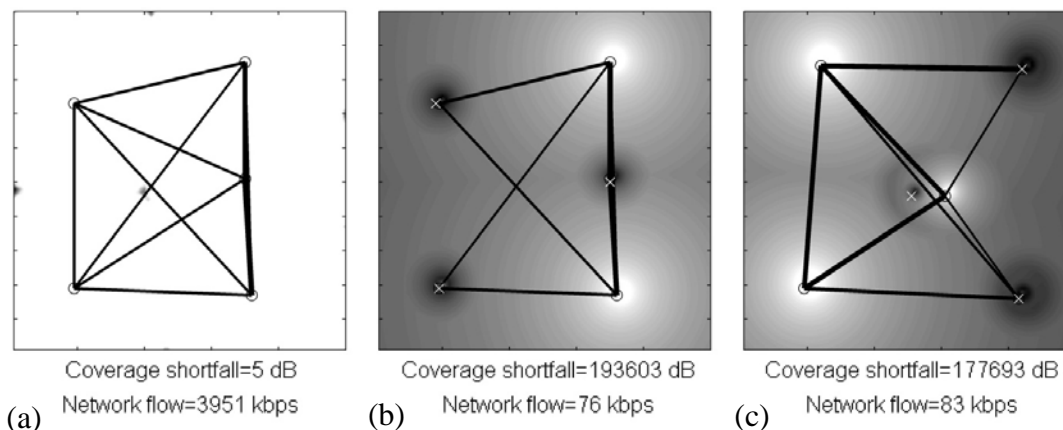 Coverage shortfall=5 dB
Network flow=3951 kbps
(a)
Coverage shortfall=193603 dB
Network flow=76 kbps
(b)
Coverage shortfall=177693 dB
Network flow=83 kbps
(c)